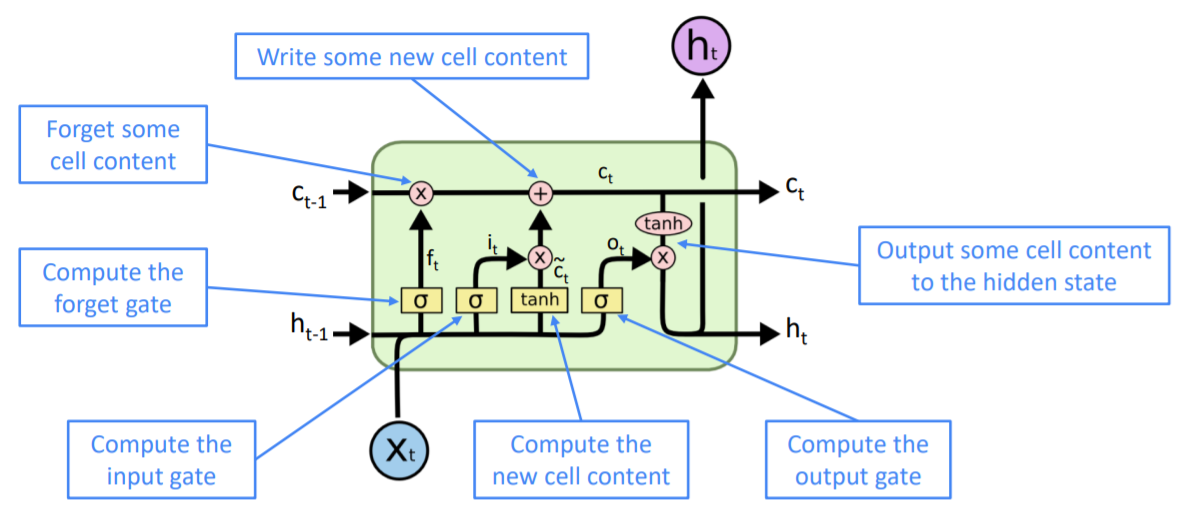 Write some new cell content
hₜ
Forget some
cell content
cₜ
cₜ₋₁
x
+
cₜ
tanh
Output some cell content
to the hidden state
Compute the
forget gate
fₜ
iₜ
x
c̃ₜ
oₜ
x
σ
σ
tanh
σ
hₜ₋₁
hₜ
Compute the
input gate
Xₜ
Compute the
new cell content
Compute the
output gate